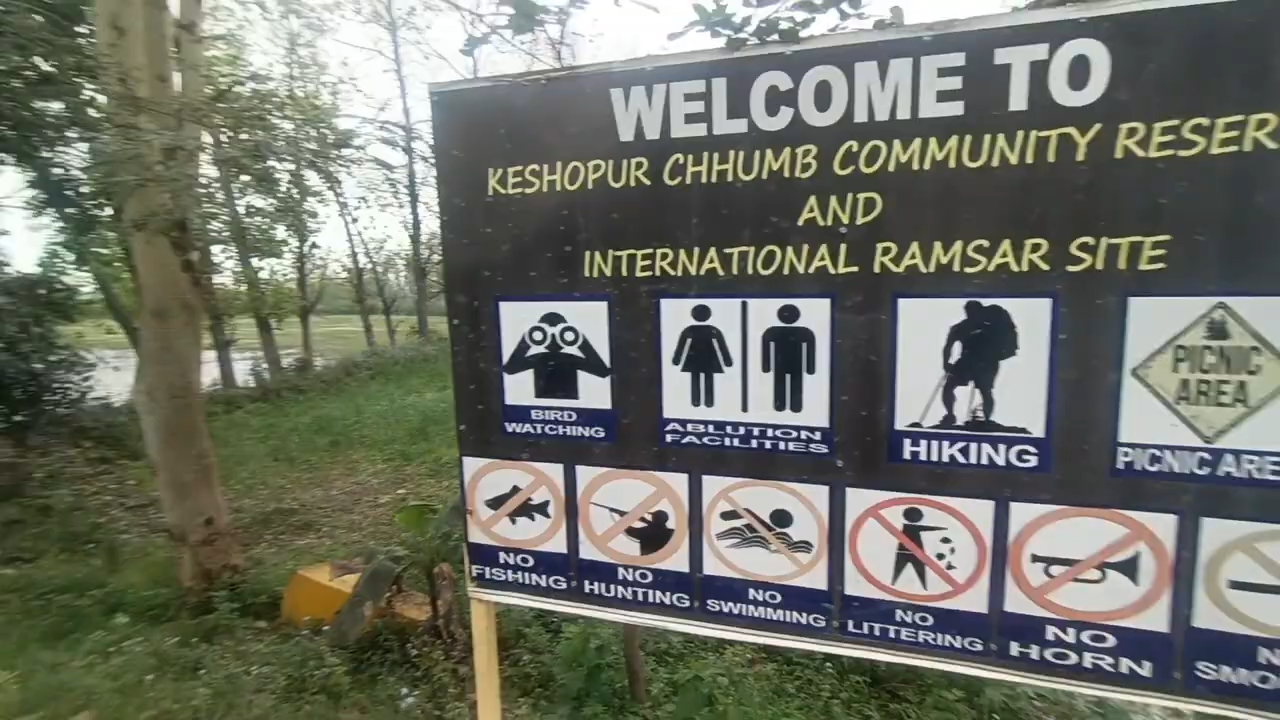 WELCOME TO
KESHOPUR CHHUMB COMMUNITY RESER
AND
INTERNATIONAL RAMSAR SITE
PICNIC
AREA
BIRD
WATCHING
ABLUTION
FACILITIES
HIKING
PICNIC ARE
NO
FISHING
NO
HUNTING
NO
SWIMMING
NO
LITTERING
NO
HORN
N
SMO